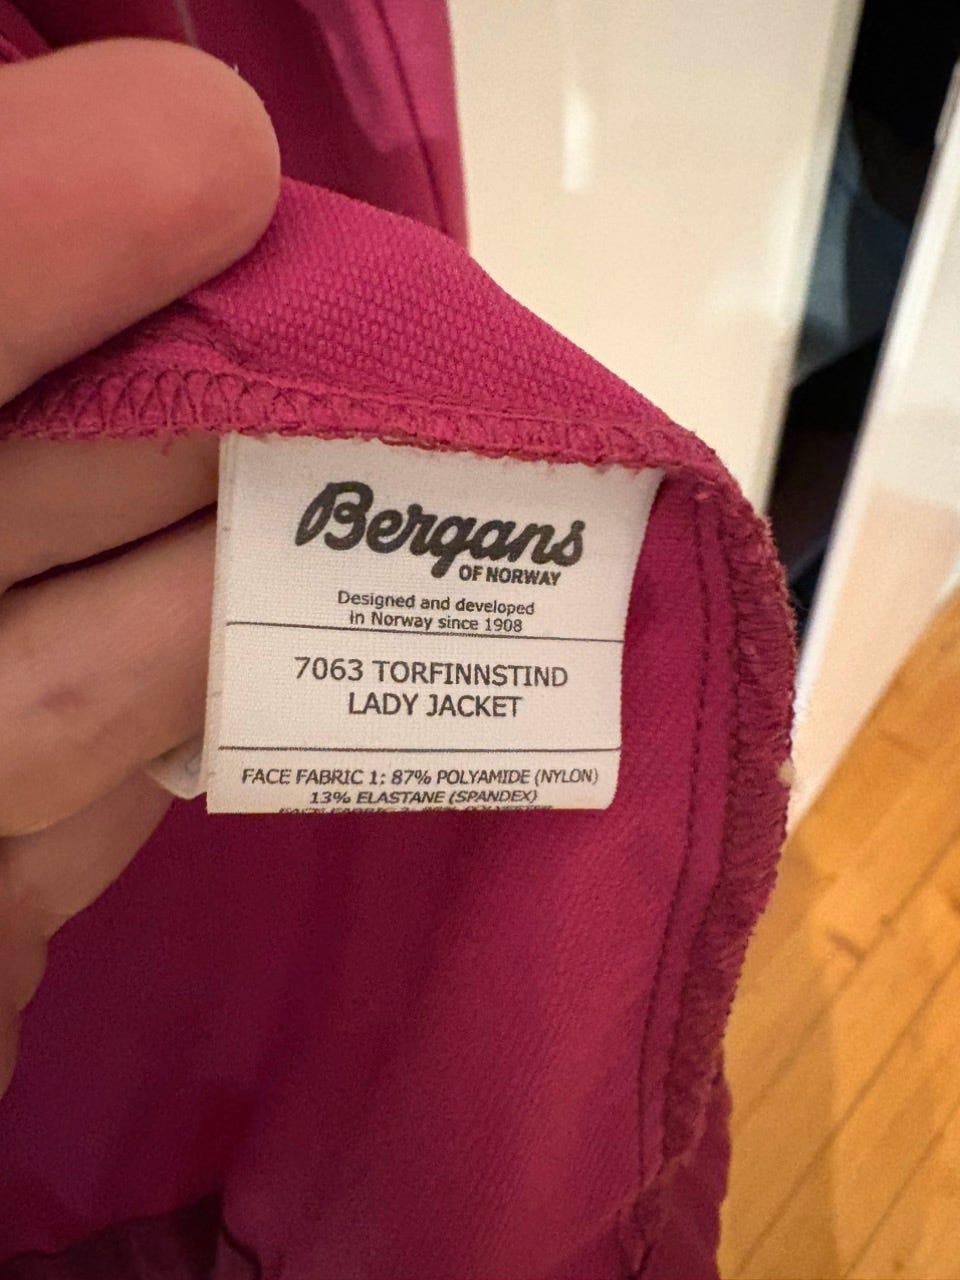 Bergans
OF NORWAY
Designed and developed
in Norway since 1908
7063 TORFINNSTIND
LADY JACKET
FACE FABRIC 1: 87% POLYAMIDE (NYLON)
13% ELASTANE (SPANDEX)